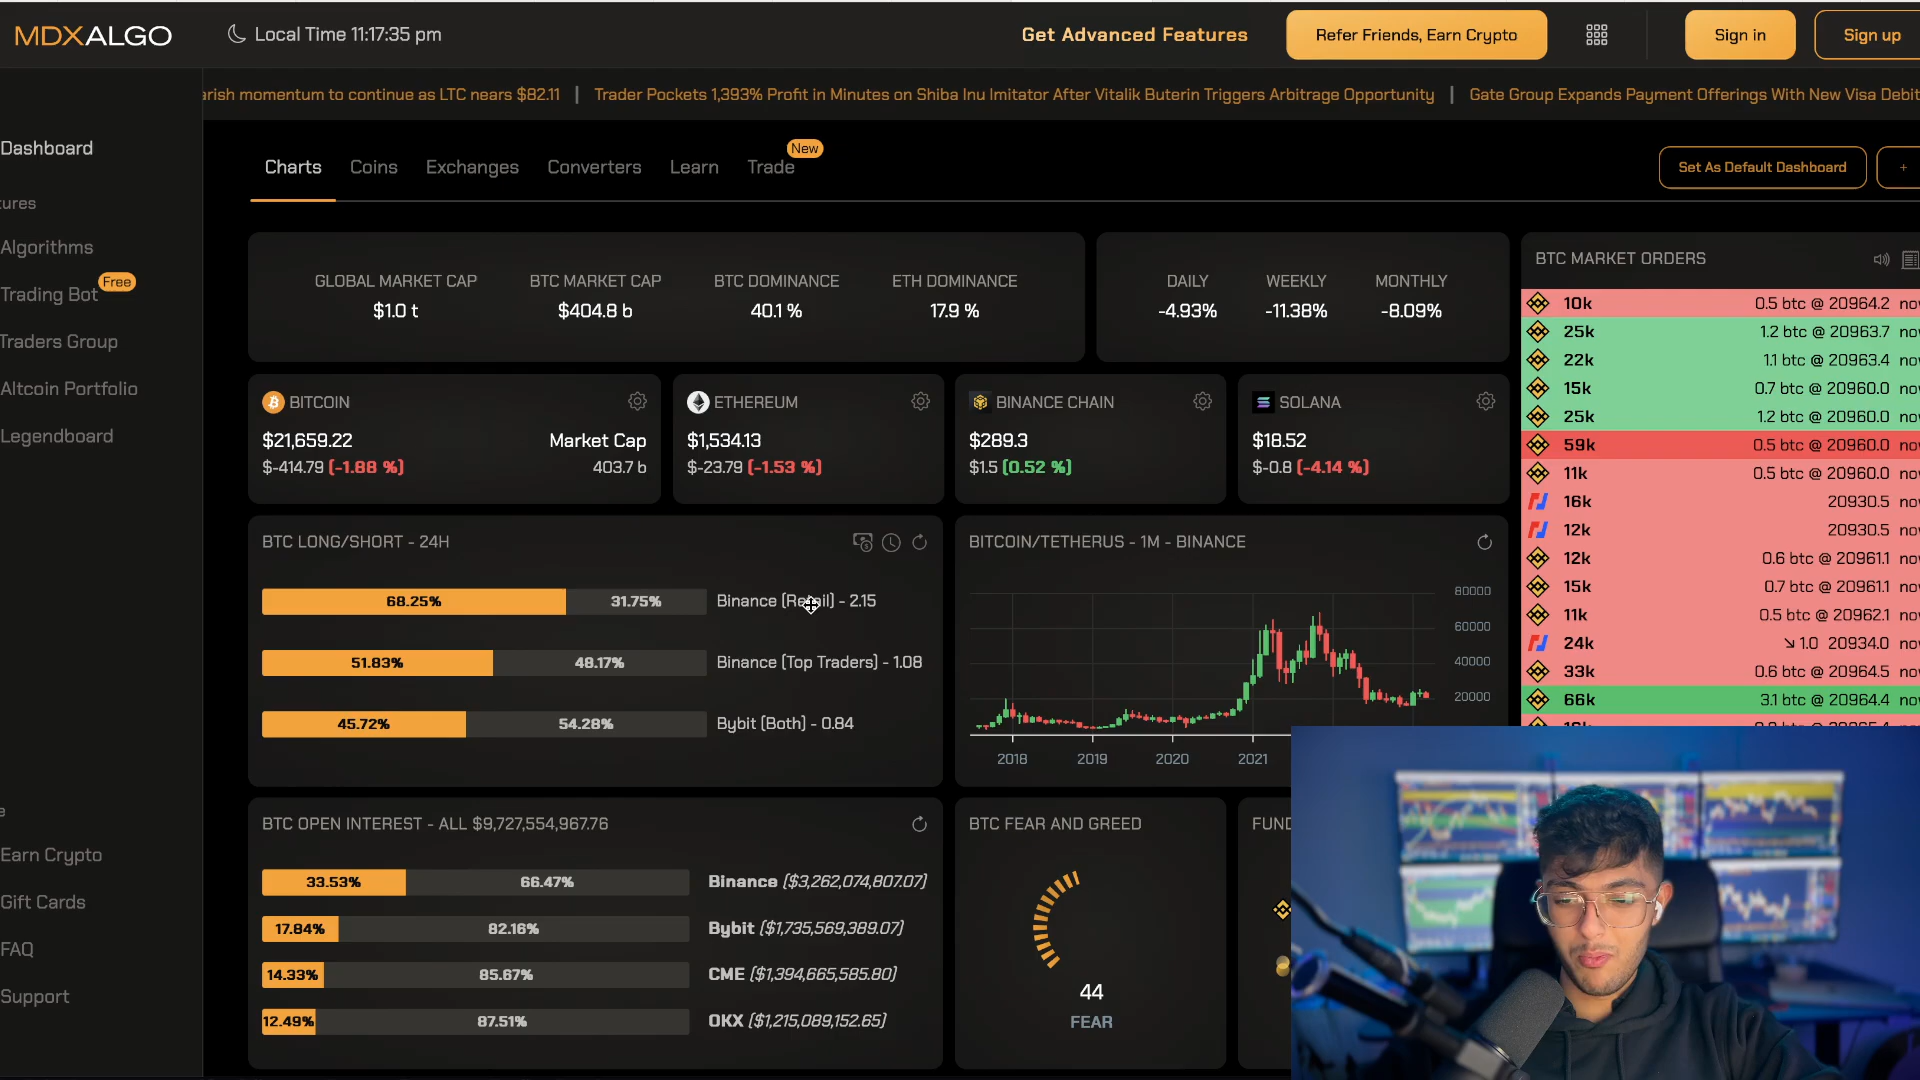 MDXALGO
Local Time 11:17:35 pm
Get Advanced Features
Refer Friends, Earn Crypto
Sign in
Sign up
arish momentum to continue as LTC nears $82.11 | Trader Pockets 1,393% Profit in Minutes on Shiba Inu Imitator After Vitalik Buterin Triggers Arbitrage Opportunity | Gate Group Expands Payment Offerings With New Visa Debit
Dashboard
tures
Algorithms
Trading Bot Free
Traders Group
Altcoin Portfolio
Legendboard
e
Earn Crypto
Gift Cards
FAQ
Support
Charts Coins Exchanges Converters Learn Trade New
Set As Default Dashboard
+
GLOBAL MARKET CAP BTC MARKET CAP BTC DOMINANCE ETH DOMINANCE
$1.0 t $404.8 b 40.1 % 17.9 %
DAILY WEEKLY MONTHLY
-4.93% -11.38% -8.09%
BITCOIN
$21,659.22 Market Cap
$-414.79 (-1.88 %) 403.7 b
ETHEREUM
$1,534.13
$-23.79 (-1.53 %)
BINANCE CHAIN
$289.3
$1.5 (0.52 %)
SOLANA
$18.52
$-0.8 (-4.14 %)
BTC LONG/SHORT - 24H
68.25% 31.75% Binance (Retail) - 2.15
51.83% 48.17% Binance (Top Traders) - 1.08
45.72% 54.28% Bybit (Both) - 0.84
BITCOIN/TETHERUS - 1M - BINANCE
80000
60000
40000
20000
2018 2019 2020 2021
BTC OPEN INTEREST - ALL $9,727,554,967.76
33.53% 66.47% Binance ($3,262,074,807.07)
17.84% 82.16% Bybit ($1,735,569,389.07)
14.33% 85.67% CME ($1,394,665,585.80)
12.49% 87.51% OKX ($1,215,089,152.65)
BTC FEAR AND GREED
44
FEAR
FUND
BTC MARKET ORDERS
10k 0.5 btc @ 20964.2 no
25k 1.2 btc @ 20963.7 no
22k 1.1 btc @ 20963.4 no
15k 0.7 btc @ 20960.0 no
25k 1.2 btc @ 20960.0 no
59k 0.5 btc @ 20960.0 no
11k 0.5 btc @ 20960.0 no
16k 20930.5 no
12k 20930.5 no
12k 0.6 btc @ 20961.1 no
15k 0.7 btc @ 20961.1 no
11k 0.5 btc @ 20962.1 no
24k ↘ 1.0 20934.0 no
33k 0.6 btc @ 20964.5 no
66k 3.1 btc @ 20964.4 no